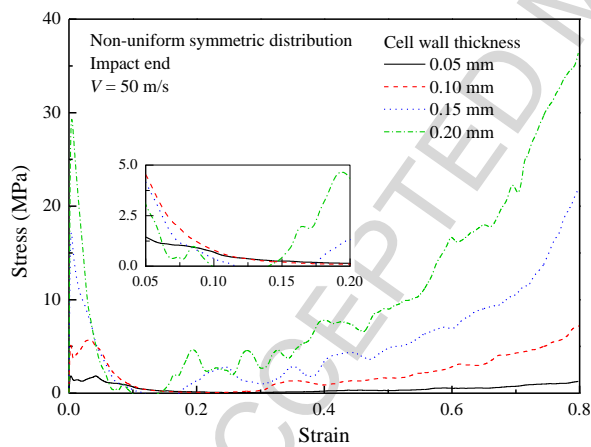 40
30
20
10
0
Stress (MPa)
Non-uniform symmetric distribution
Impact end
V = 50 m/s
Cell wall thickness
0.05 mm
0.10 mm
0.15 mm
0.20 mm
5.0
2.5
0.0
0.05 0.10 0.15 0.20
0.0 0.2 0.4 0.6 0.8
Strain
CCEPTED M